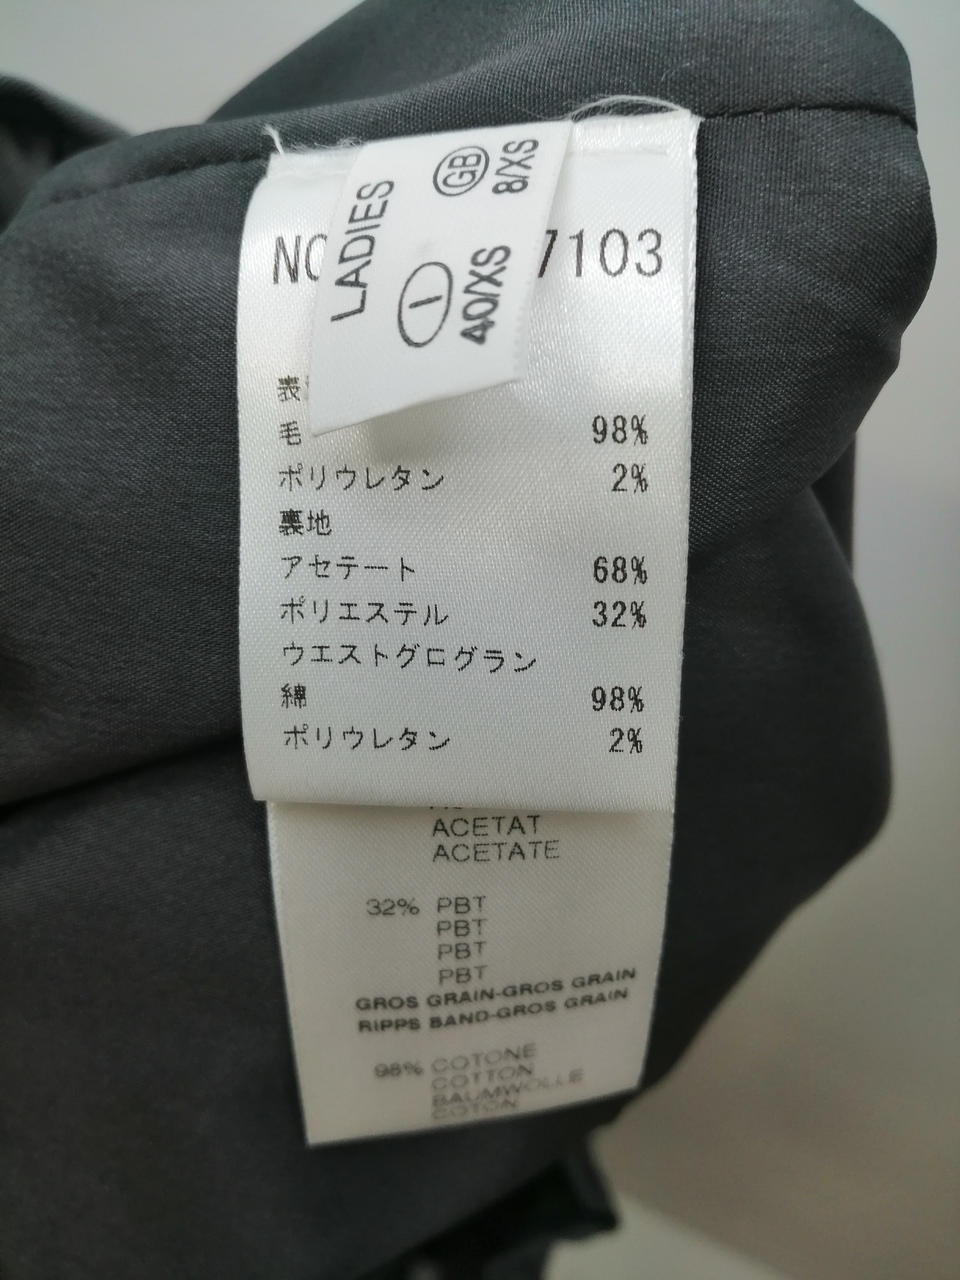 LADIES
GB
8/XS
I
40/XS
7103
毛 98%
ポリウレタン 2%
裏地
アセテート 68%
ポリエステル 32%
ウエストグログラン
綿 98%
ポリウレタン 2%
ACETAT
ACETATE
32% PBT
PBT
PBT
PBT
GROS GRAIN-GROS GRAIN
RIPPS BAND-GROS GRAIN
98% COTONE
COTTON
BAUMWOLLE
COTON